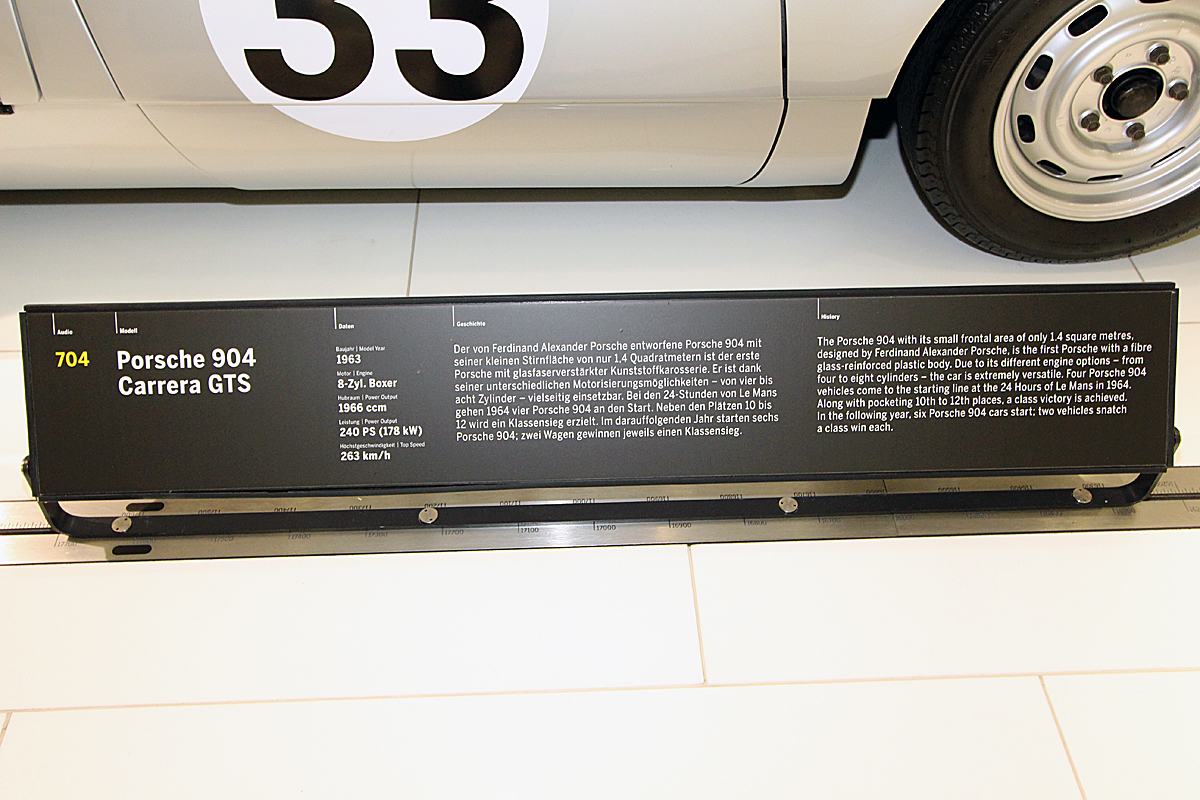 33
Audio
704
Modell
Porsche 904
Carrera GTS
Daten
Baujahr | Model Year
1963
Motor | Engine
8-Zyl. Boxer
Hubraum | Power Output
1966 ccm
Leistung | Power Output
240 PS (178 kW)
Höchstgeschwindigkeit | Top Speed
263 km/h
Geschichte
Der von Ferdinand Alexander Porsche entworfene Porsche 904 mit
seiner kleinen Stirnfläche von nur 1,4 Quadratmetern ist der erste
Porsche mit glasfaserverstärkter Kunststoffkarosserie. Er ist dank
seiner unterschiedlichen Motorisierungsmöglichkeiten – von vier bis
acht Zylinder – vielseitig einsetzbar. Bei den 24-Stunden von Le Mans
gehen 1964 vier Porsche 904 an den Start. Neben den Plätzen 10 bis
12 wird ein Klassensieg erzielt. Im darauffolgenden Jahr starten sechs
Porsche 904; zwei Wagen gewinnen jeweils einen Klassensieg.
History
The Porsche 904 with its small frontal area of only 1.4 square metres,
designed by Ferdinand Alexander Porsche, is the first Porsche with a fibre
glass-reinforced plastic body. Due to its different engine options – from
four to eight cylinders – the car is extremely versatile. Four Porsche 904
vehicles come to the starting line at the 24 Hours of Le Mans in 1964.
Along with pocketing 10th to 12th places, a class victory is achieved.
In the following year, six Porsche 904 cars start; two vehicles snatch
a class win each.
17100
17000
16900